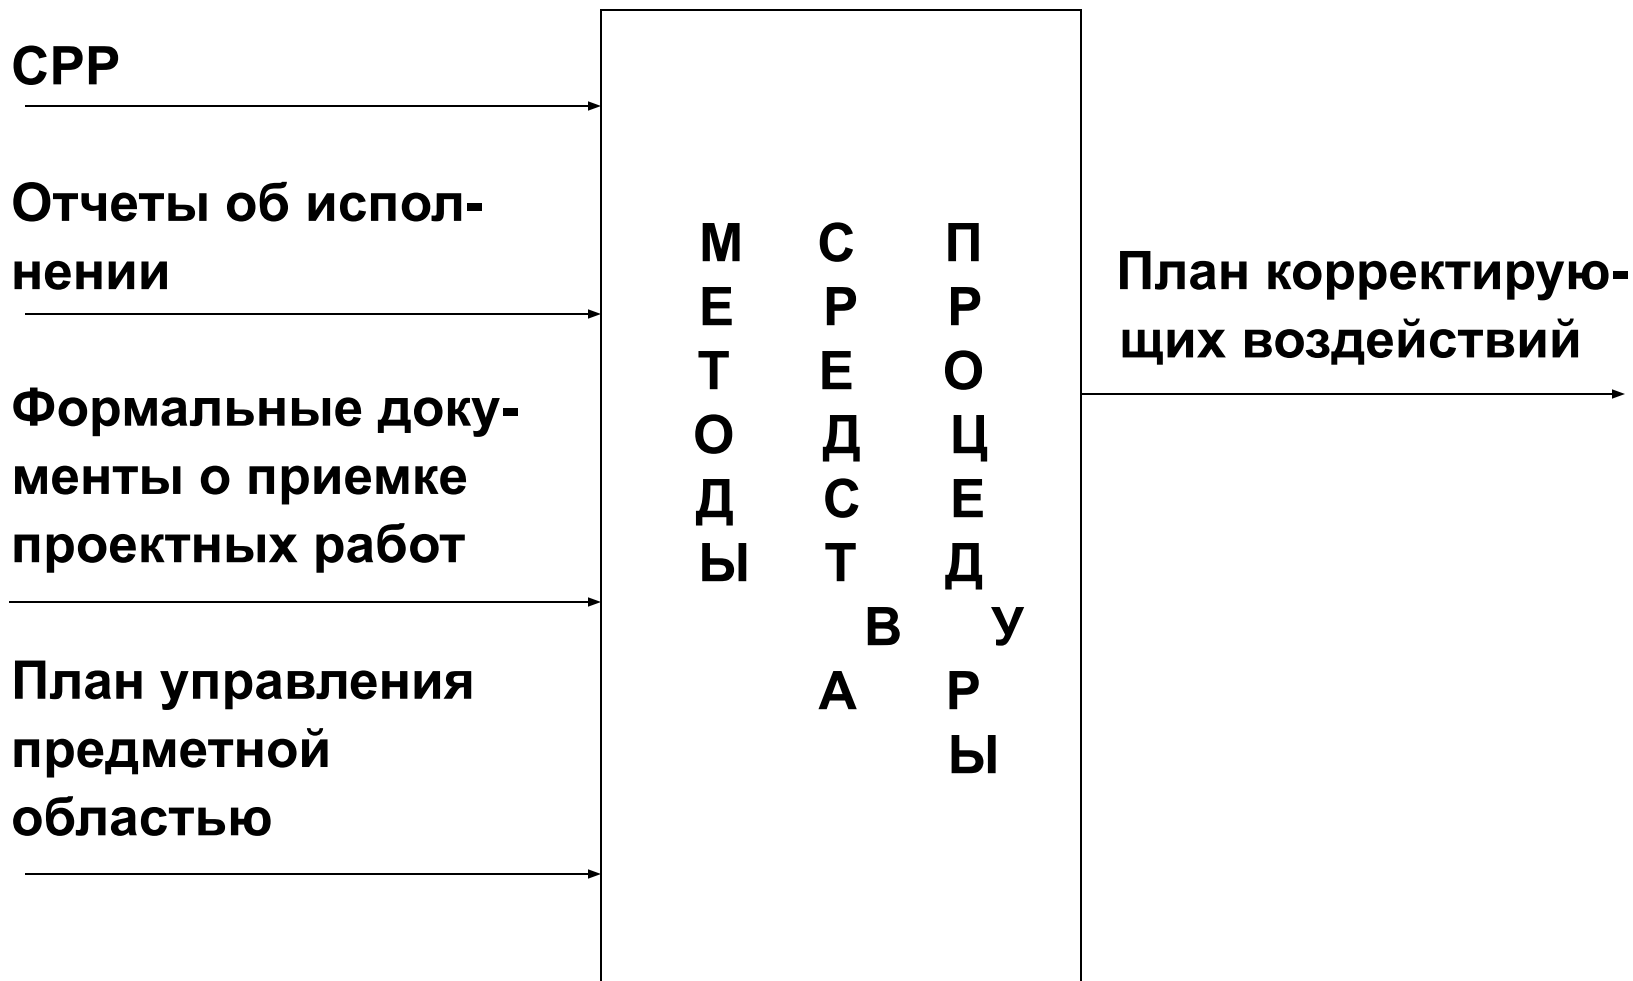 СРР
Отчеты об испол-
нении
Формальные доку-
менты о приемке
проектных работ
План управления
предметной
областью
М С П
Е Р Р
Т Е О
О Д Ц
Д С Е
Ы Т Д
В У
А Р
Ы
План корректирую-
щих воздействий